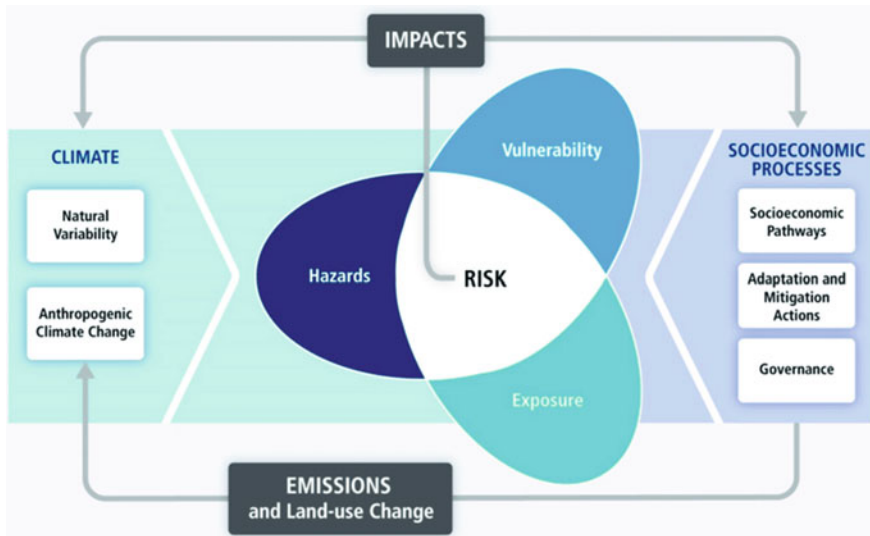 IMPACTS
CLIMATE
Natural
Variability
Anthropogenic
Climate Change
Vulnerability
Hazards
RISK
Exposure
SOCIOECONOMIC
PROCESSES
Socioeconomic
Pathways
Adaptation and
Mitigation
Actions
Governance
EMISSIONS
and Land-use Change